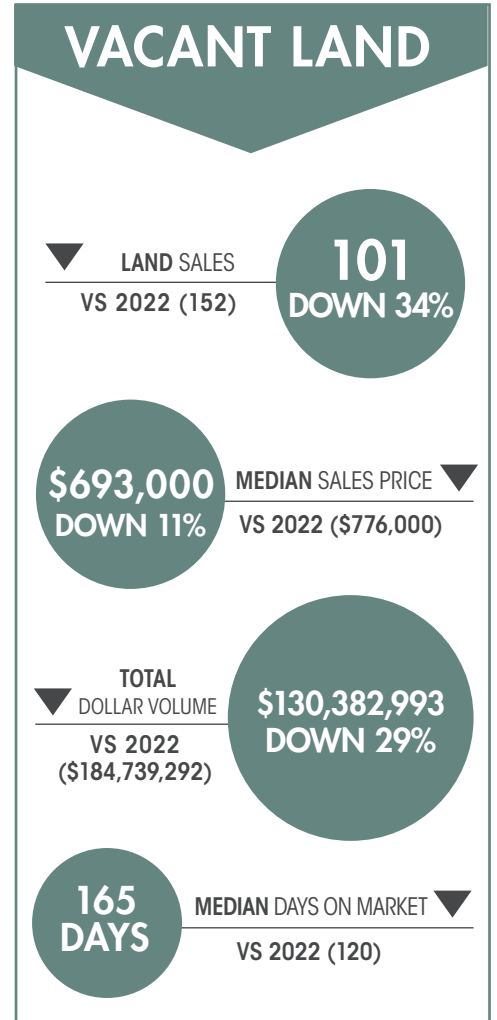 VACANT LAND
LAND SALES
VS 2022 (152)
101
DOWN 34%
$693,000
DOWN 11%
MEDIAN SALES PRICE
VS 2022 ($776,000)
TOTAL
DOLLAR VOLUME
VS 2022
($184,739,292)
$130,382,993
DOWN 29%
165
DAYS
MEDIAN DAYS ON MARKET
VS 2022 (120)